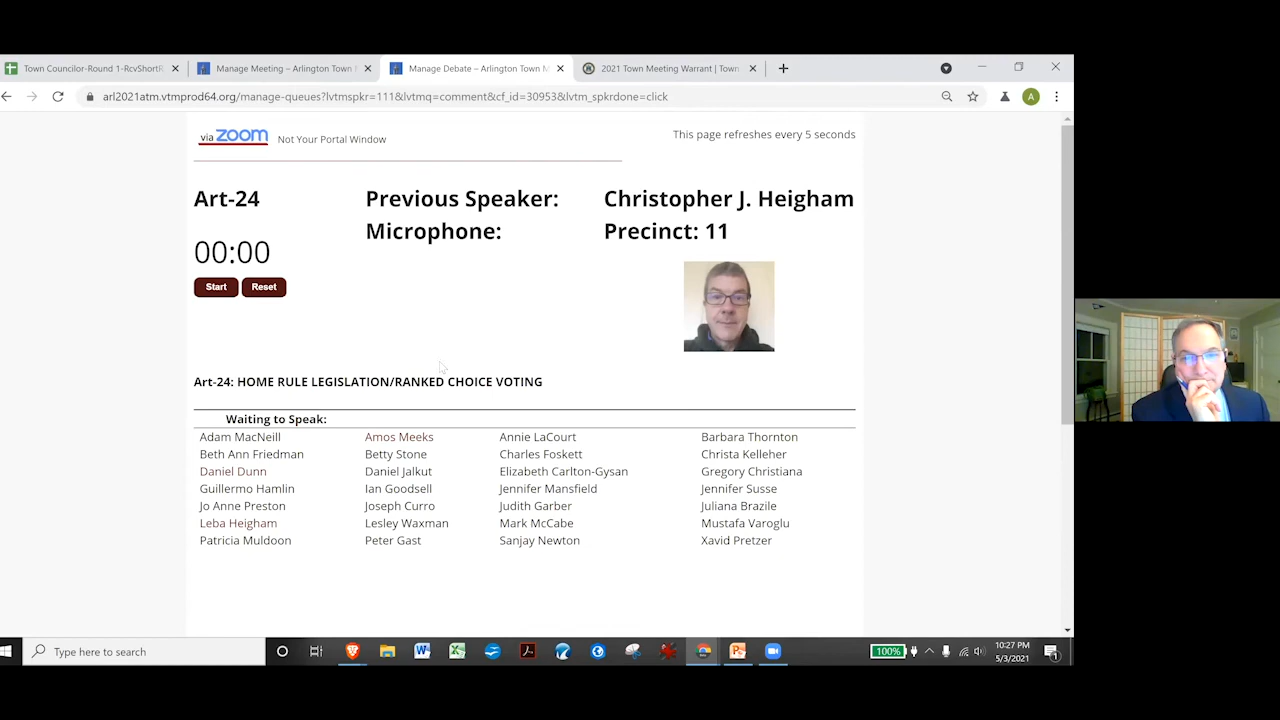 Town Councilor-Round 1-RcvShortR
Manage Meeting – Arlington Town
Manage Debate – Arlington Town M
2021 Town Meeting Warrant | Town
arl2021atm.vtmprod64.org/manage-queues?lvtmspkr=111&lvtmq=comment&cf_id=30953&lvtm_spkrdone=click
A
via zoom Not Your Portal Window
This page refreshes every 5 seconds
Art-24 Previous Speaker: Christopher J. Heigham
Microphone: Precinct: 11
00:00
Start Reset
Art-24: HOME RULE LEGISLATION/RANKED CHOICE VOTING
Waiting to Speak:
Adam MacNeill Amos Meeks Annie LaCourt Barbara Thornton
Beth Ann Friedman Betty Stone Charles Foskett Christa Kelleher
Daniel Dunn Daniel Jalkut Elizabeth Carlton-Gysan Gregory Christiana
Guillermo Hamlin Ian Goodsell Jennifer Mansfield Jennifer Susse
Jo Anne Preston Joseph Curro Judith Garber Juliana Brazile
Leba Heigham Lesley Waxman Mark McCabe Mustafa Varoglu
Patricia Muldoon Peter Gast Sanjay Newton Xavid Pretzer
Type here to search
100%
10:27 PM
5/3/2021
1